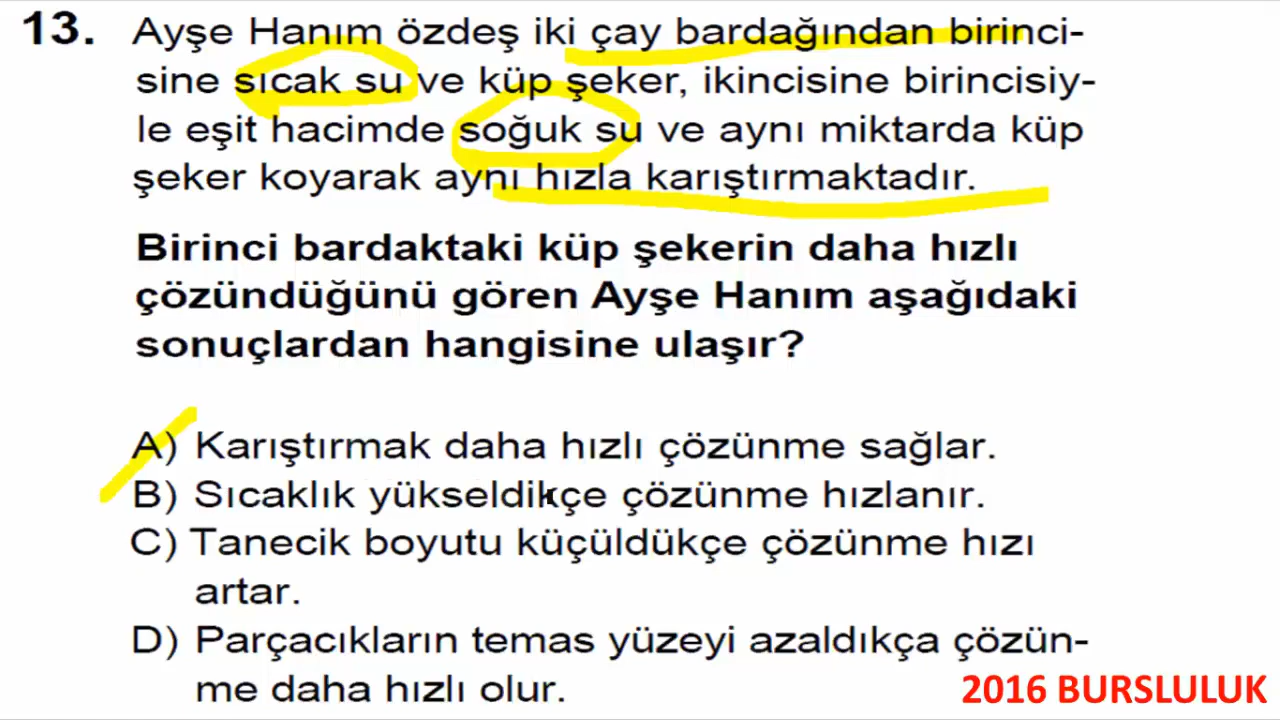 13. Ayşe Hanım özdeş iki çay bardağından birinci-
sine sıcak su ve küp şeker, ikincisine birincisiy-
le eşit hacimde soğuk su ve aynı miktarda küp
şeker koyarak aynı hızla karıştırmaktadır.
Birinci bardaktaki küp şekerin daha hızlı
çözündüğünü gören Ayşe Hanım aşağıdaki
sonuçlardan hangisine ulaşır?
A) Karıştırmak daha hızlı çözünme sağlar.
B) Sıcaklık yükseldikçe çözünme hızlanır.
C) Tanecik boyutu küçüldükçe çözünme hızı
artar.
D) Parçacıkların temas yüzeyi azaldıkça çözün-
me daha hızlı olur.
2016 BURSLULUK